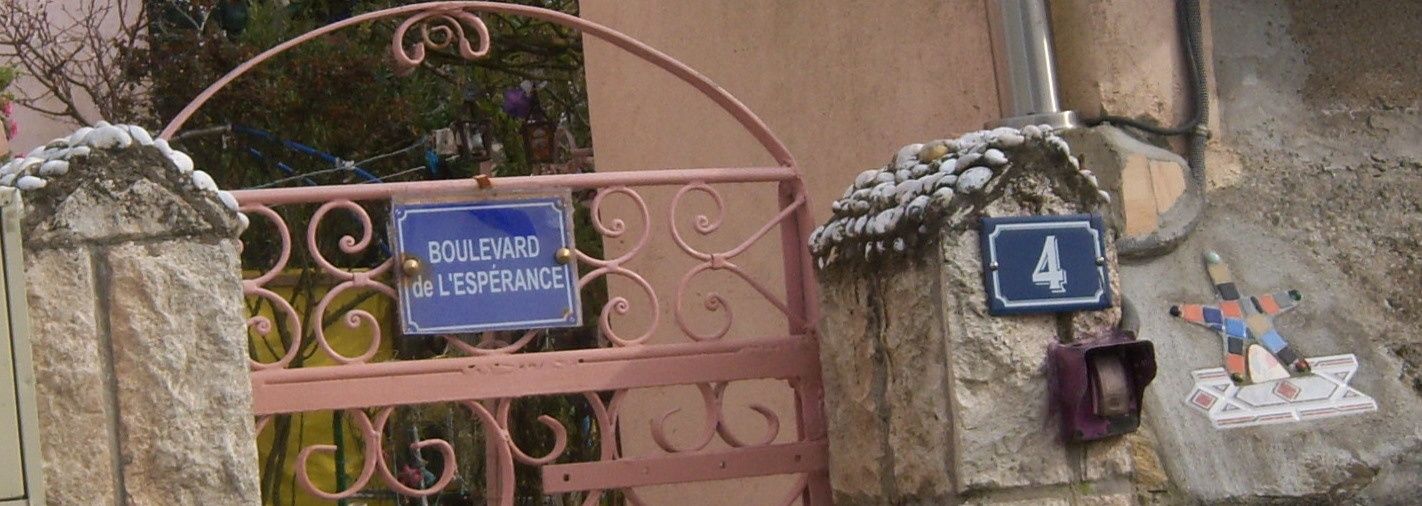 BOULEVARD
de L'ESPÉRANCE
4